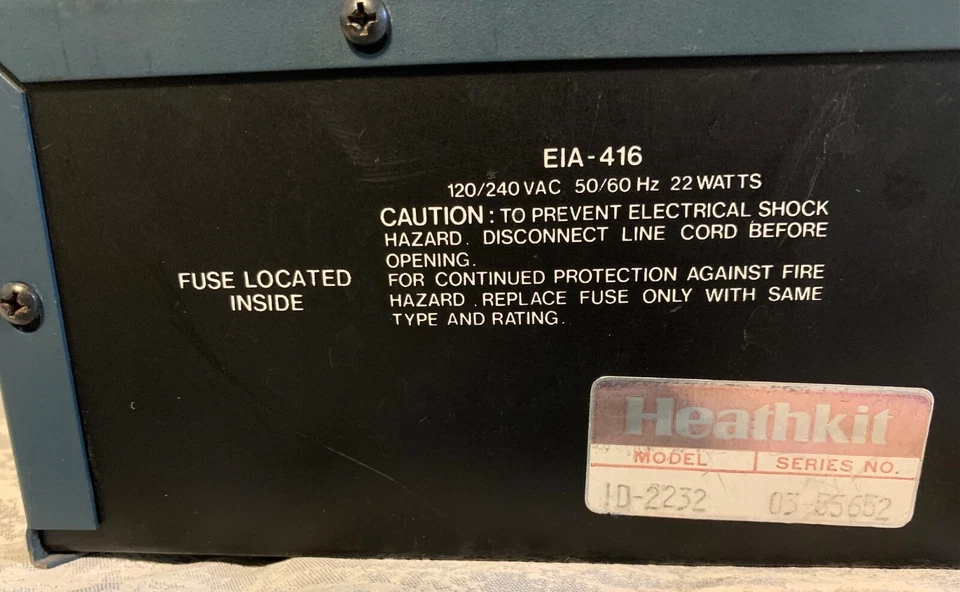 EIA-416
120/240 VAC 50/60 Hz 22 WATTS
CAUTION: TO PREVENT ELECTRICAL SHOCK
HAZARD. DISCONNECT LINE CORD BEFORE
OPENING.
FOR CONTINUED PROTECTION AGAINST FIRE
HAZARD. REPLACE FUSE ONLY WITH SAME
TYPE AND RATING.
FUSE LOCATED
INSIDE
Heathkit
MODEL SERIES NO.
ID-2232 03-55652